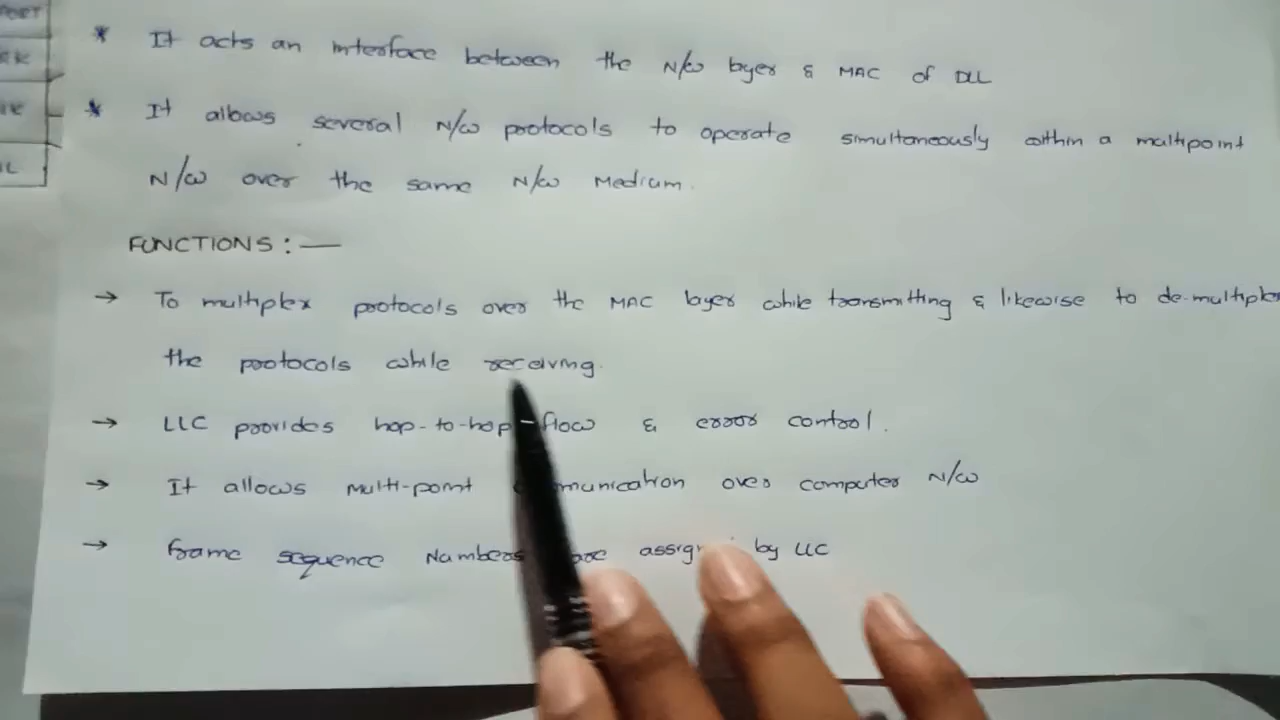 * It acts an interface between the N/w layer & MAC of DLL
* It allows several N/w protocols to operate simultaneously within a multipoint
N/w over the same N/w Medium.
FUNCTIONS :—
→ To multiplex protocols over the MAC layer while transmitting & likewise to de-multiplex
the protocols while receiving.
→ LLC provides hop-to-hop flow & error control.
→ It allows multi-point communication over computer N/w
→ frame sequence Numbers are assign by LLC